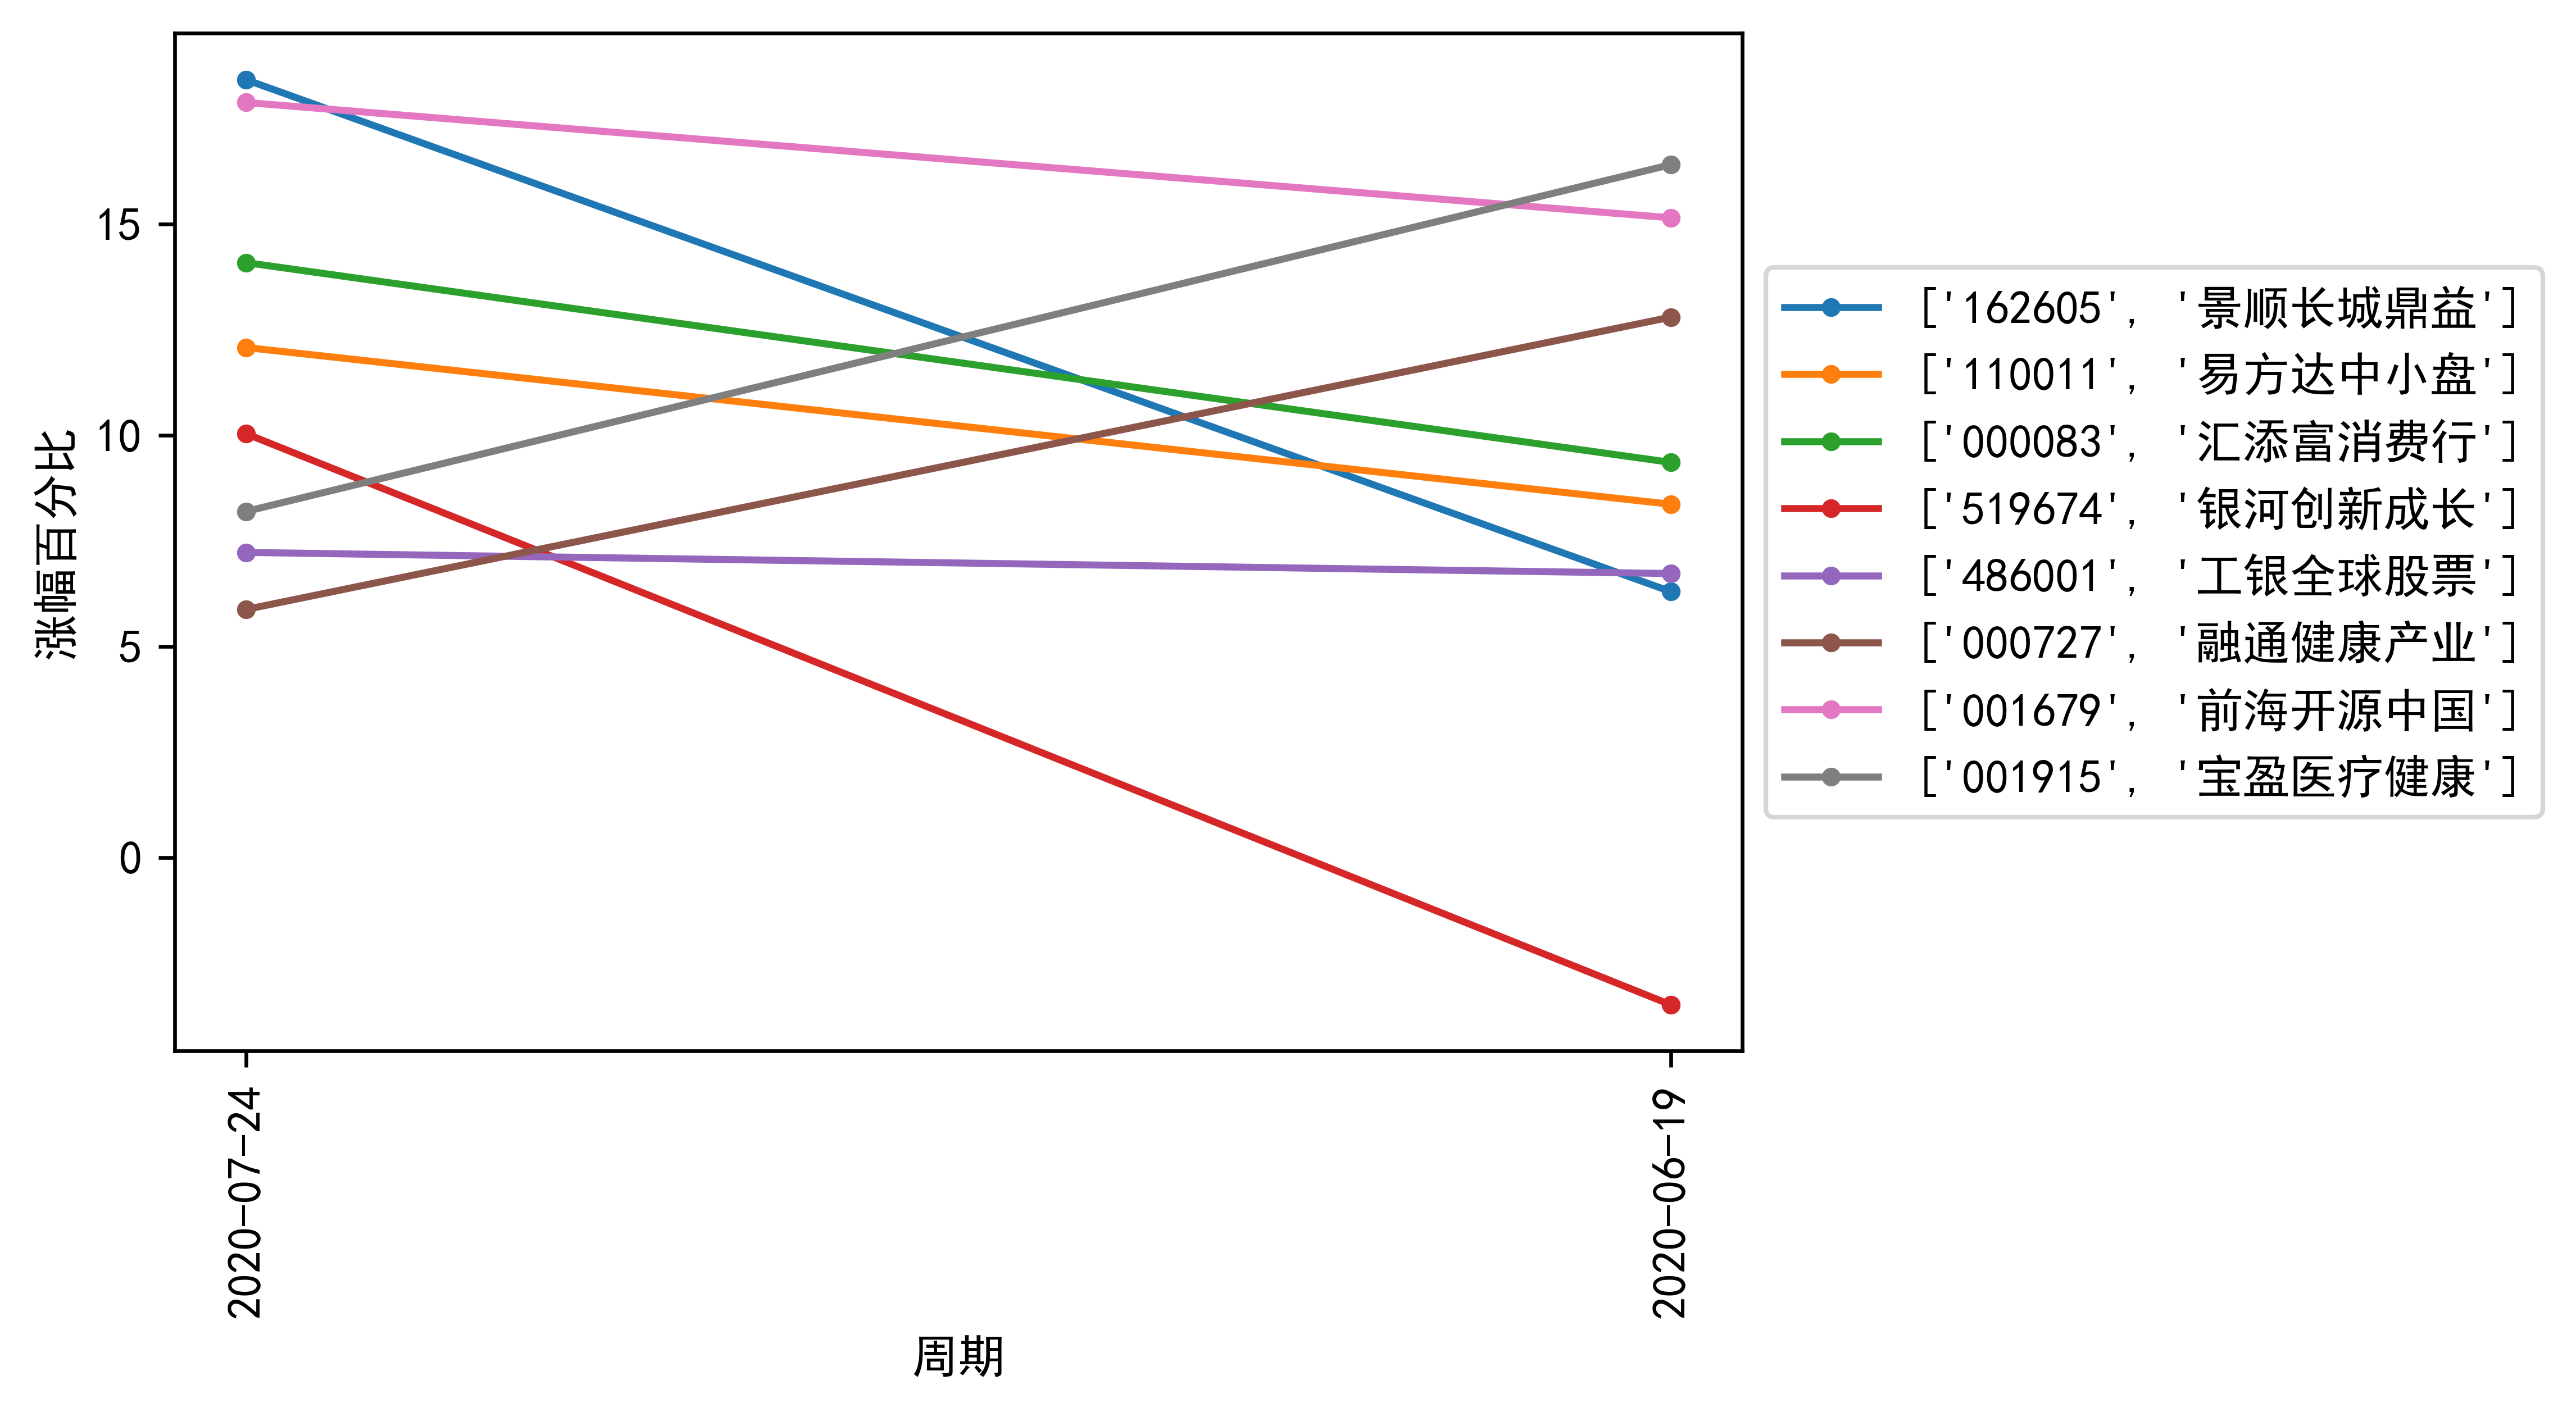 涨幅百分比
15
10
5
0
2020-07-24
2020-06-19
周期
['162605', '景顺长城鼎益']
['110011', '易方达中小盘']
['000083', '汇添富消费行']
['519674', '银河创新成长']
['486001', '工银全球股票']
['000727', '融通健康产业']
['001679', '前海开源中国']
['001915', '宝盈医疗健康']